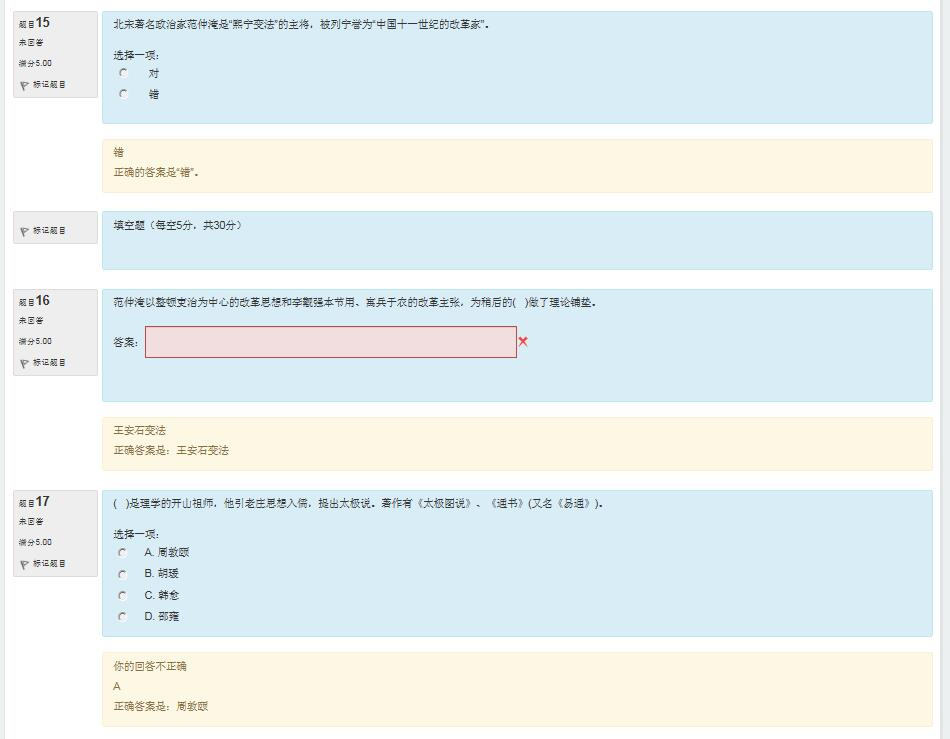 题目15
未回答
满分5.00
标记题目
北宋著名政治家范仲淹是“熙宁变法”的主将，被列宁誉为“中国十一世纪的改革家”。
选择一项：
对
错
错
正确的答案是“错”。
标记题目
填空题（每空5分，共30分）
题目16
未回答
满分5.00
标记题目
范仲淹以整顿吏治为中心的改革思想和李觏强本节用、寓兵于农的改革主张，为稍后的( )做了理论铺垫。
答案：
王安石变法
正确答案是：王安石变法
题目17
未回答
满分5.00
标记题目
( )是理学的开山祖师，他引老庄思想入儒，提出太极说。著作有《太极图说》、《通书》(又名《易通》)。
选择一项：
A. 周敦颐
B. 胡瑗
C. 韩愈
D. 邵雍
你的回答不正确
A
正确答案是：周敦颐